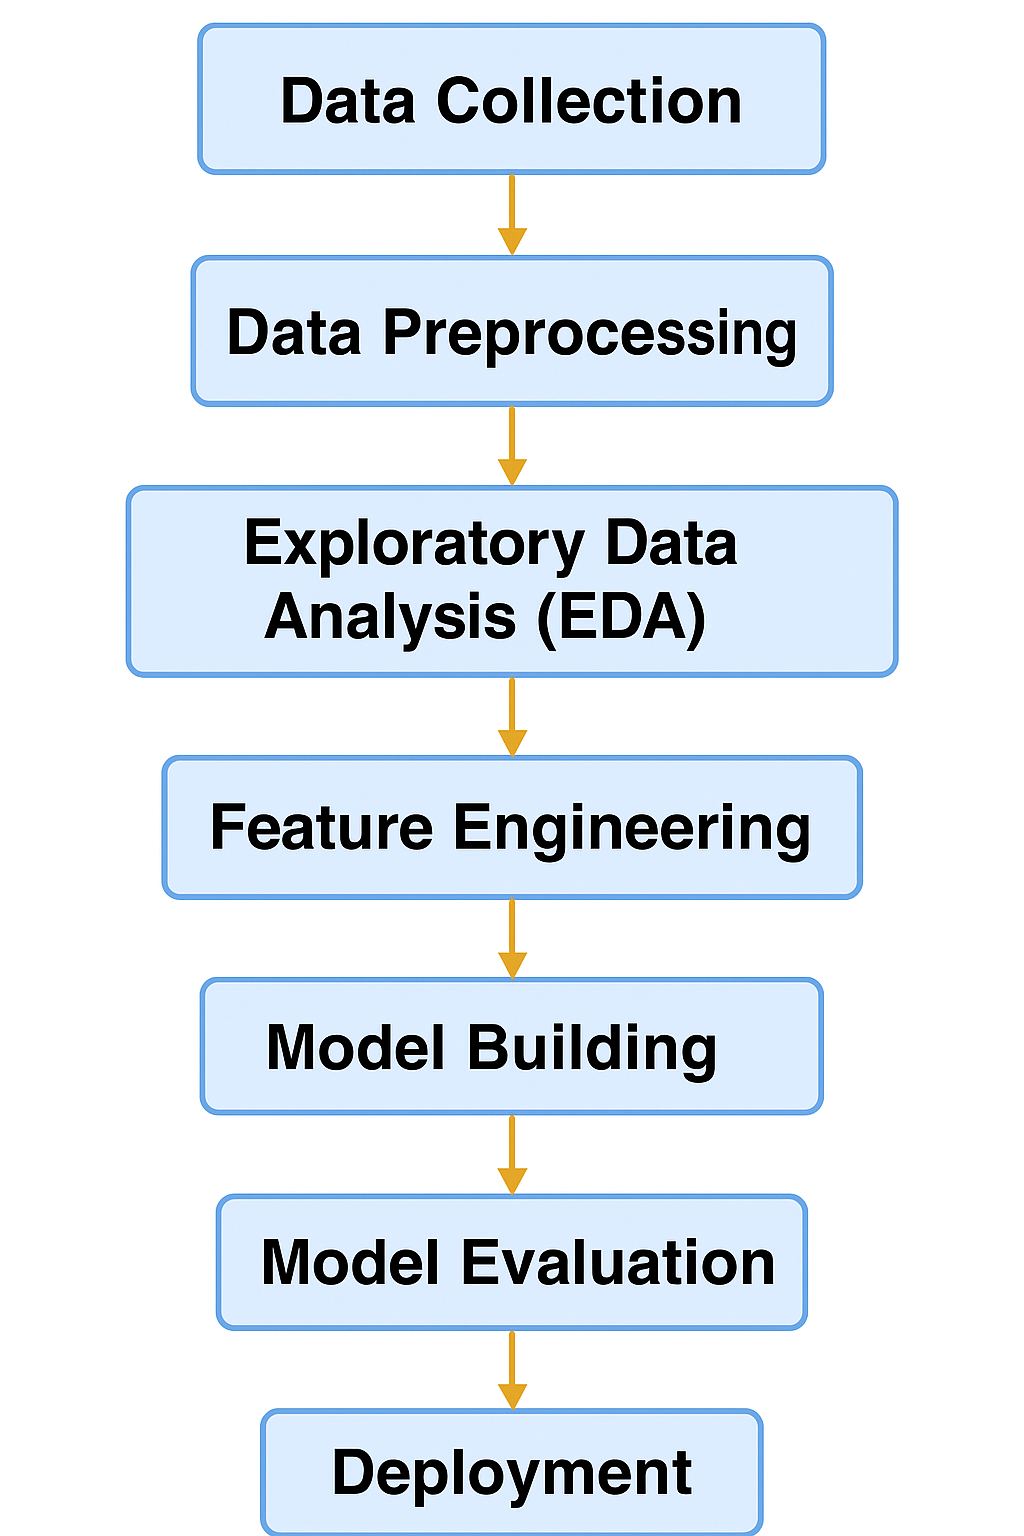 Data Collection
Data Preprocessing
Exploratory Data
Analysis (EDA)
Feature Engineering
Model Building
Model Evaluation
Deployment